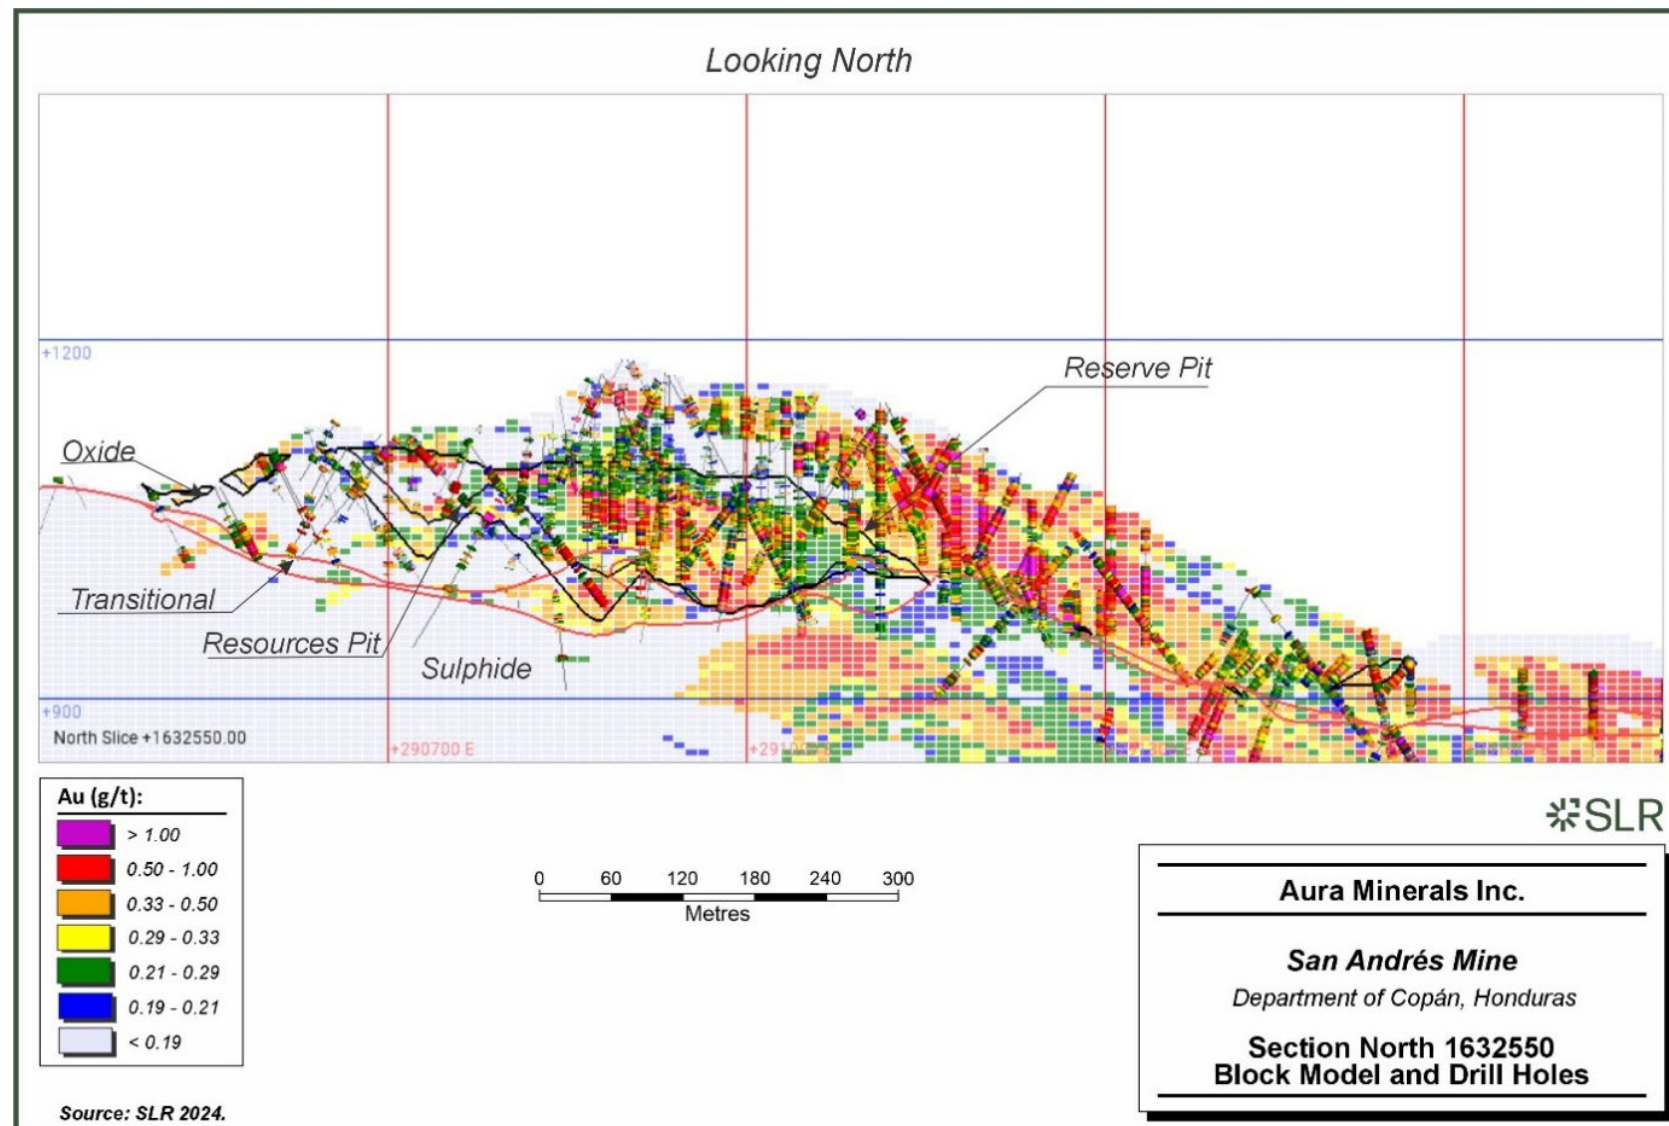 Looking North
+1200
Reserve Pit
Oxide
Transitional
Resources Pit
Sulphide
+900
North Slice +1632550.00
+290700 E
Au (g/t):
> 1.00
0.50 - 1.00
0.33 - 0.50
0.29 - 0.33
0.21 - 0.29
0.19 - 0.21
< 0.19
0 60 120 180 240 300
Metres
SLR
Aura Minerals Inc.
San Andrés Mine
Department of Copán, Honduras
Section North 1632550
Block Model and Drill Holes
Source: SLR 2024.